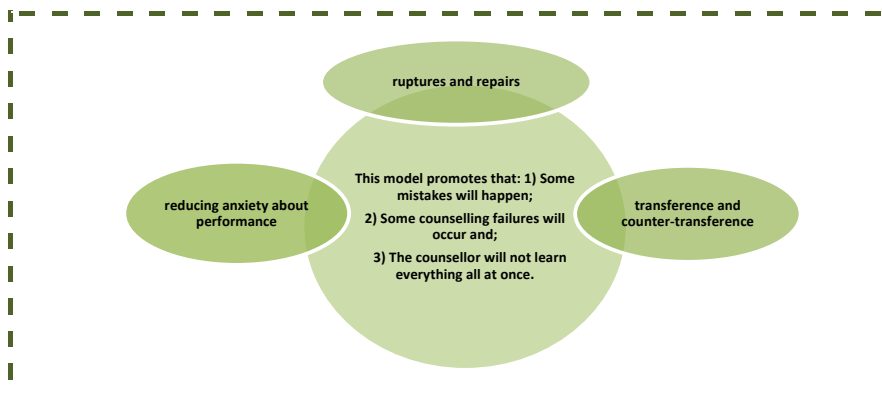 ruptures and repairs
This model promotes that: 1) Some
mistakes will happen;
2) Some counselling failures will
occur and;
3) The counsellor will not learn
everything all at once.
reducing anxiety about
performance
transference and
counter-transference